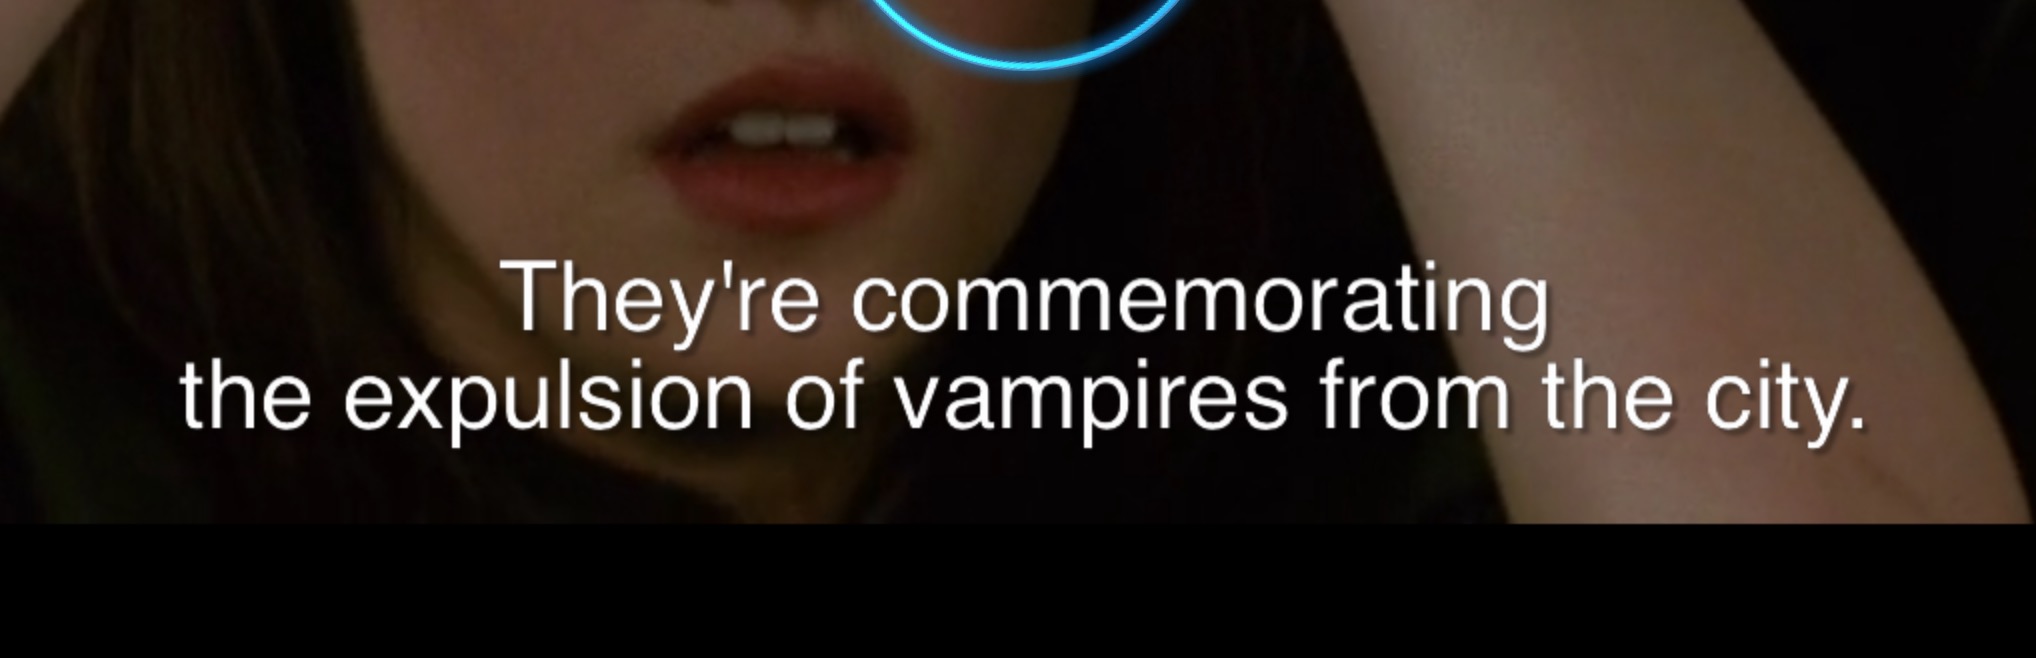 They're commemorating
the expulsion of vampires from the city.